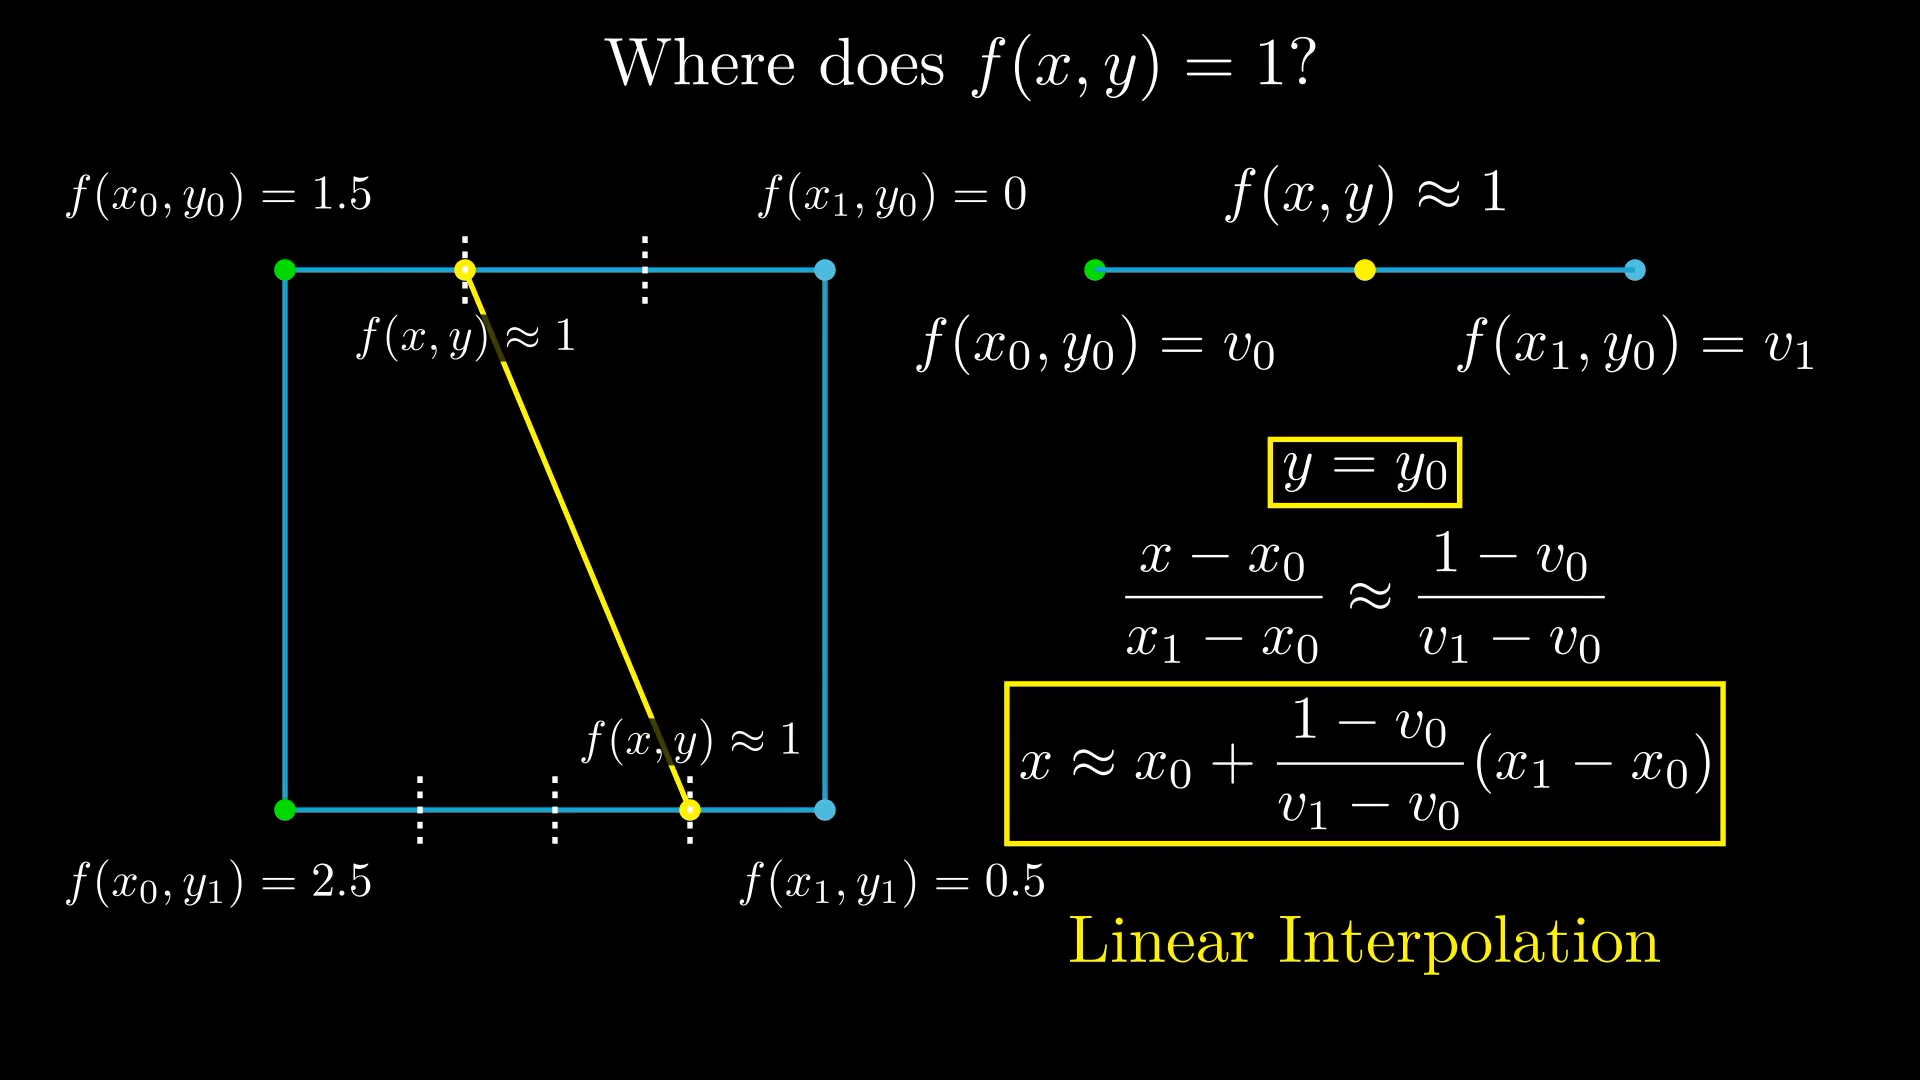 Where does f(x, y) = 1?
f(x₀, y₀) = 1.5
f(x₁, y₀) = 0
f(x, y) ≈ 1
f(x, y) ≈ 1
f(x₀, y₁) = 2.5
f(x₁, y₁) = 0.5
f(x, y) ≈ 1
f(x₀, y₀) = v₀
f(x₁, y₀) = v₁
y = y₀
(x − x₀)/(x₁ − x₀) ≈ (1 − v₀)/(v₁ − v₀)
x ≈ x₀ + (1 − v₀)/(v₁ − v₀) (x₁ − x₀)
Linear Interpolation